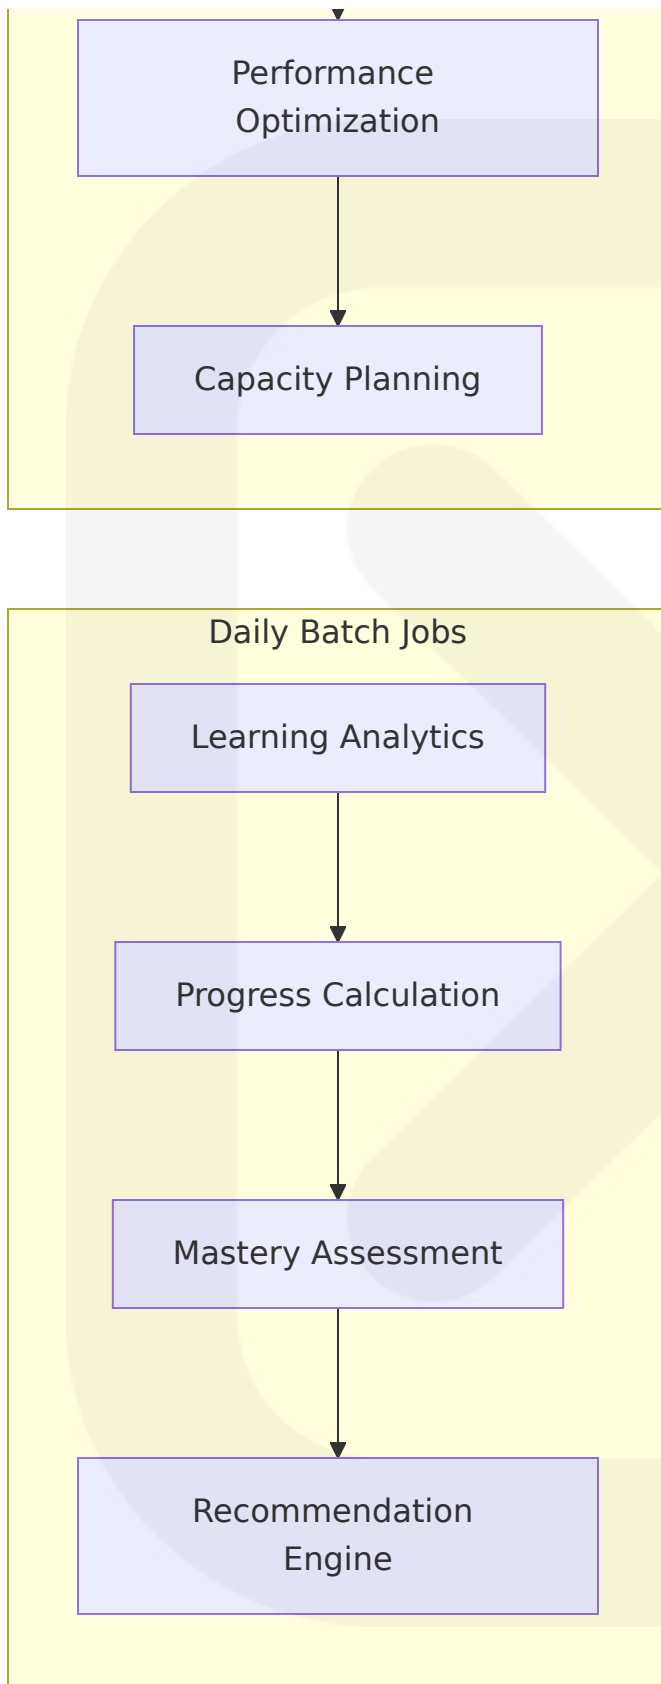 Performance
Optimization
Capacity Planning
Daily Batch Jobs
Learning Analytics
Progress Calculation
Mastery Assessment
Recommendation
Engine